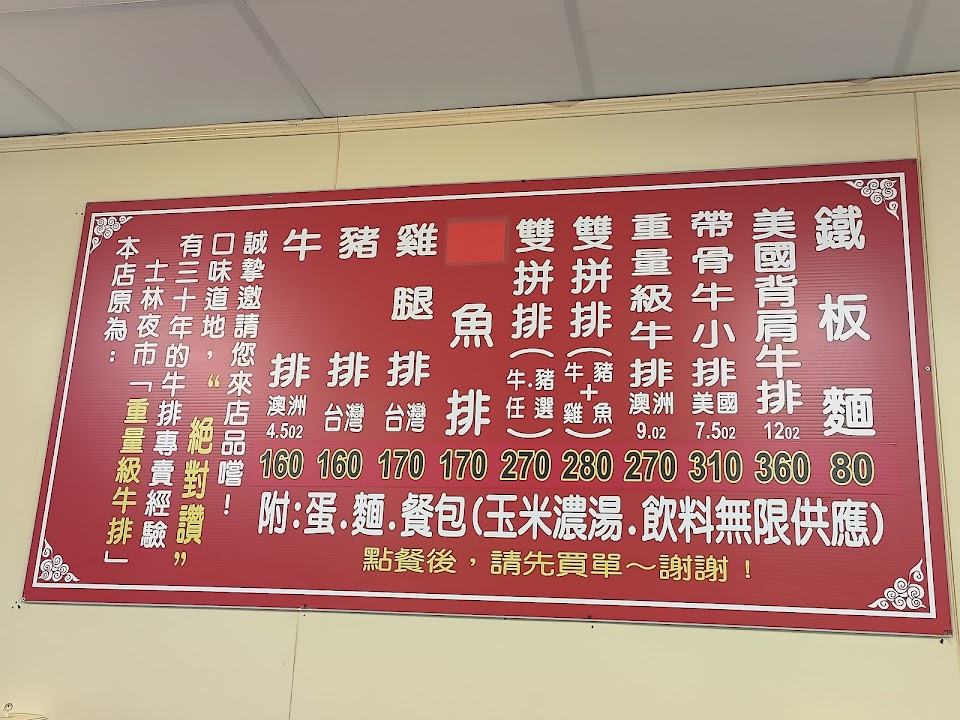 鐵板麵
80
美國背肩牛排
12oz
360
帶骨牛小排
美國
7.5oz
310
重量級牛排
澳洲
9.oz
270
雙拼排(牛豬+雞魚)
280
雙拼排(牛.豬任選)
270
魚排
170
雞腿排
台灣
170
豬排
台灣
160
牛排
澳洲
4.5oz
160
誠摯邀請您來店品嚐！
口味道地，“絕對讚”
有三十年的牛排專賣經驗
士林夜市「重量級牛排」
本店原為：
附:蛋.麵.餐包(玉米濃湯.飲料無限供應)
點餐後，請先買單～謝謝！